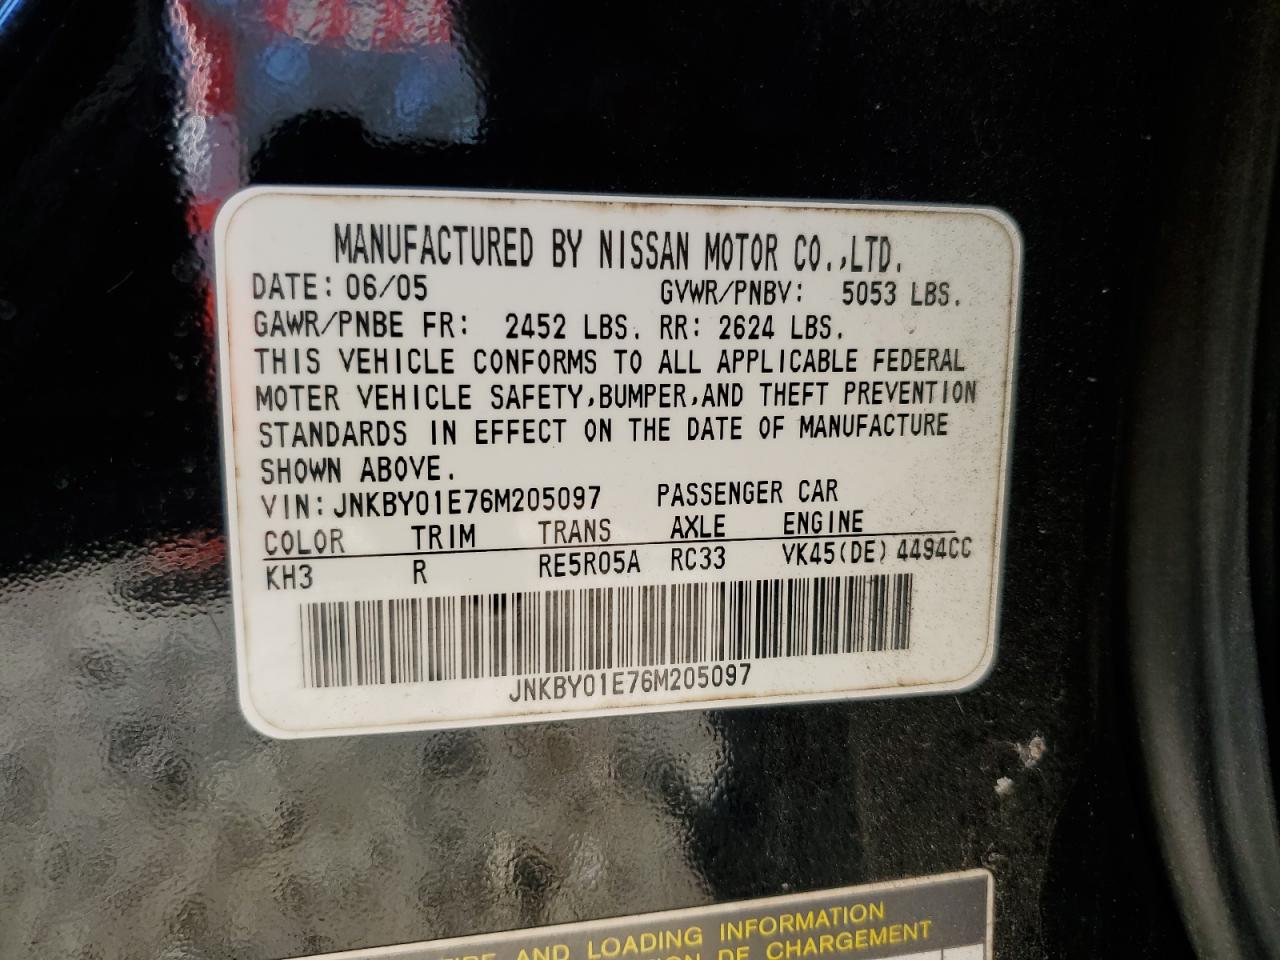 MANUFACTURED BY NISSAN MOTOR CO.,LTD.
DATE: 06/05 GVWR/PNBV: 5053 LBS.
GAWR/PNBE FR: 2452 LBS. RR: 2624 LBS.
THIS VEHICLE CONFORMS TO ALL APPLICABLE FEDERAL
MOTER VEHICLE SAFETY,BUMPER,AND THEFT PREVENTION
STANDARDS IN EFFECT ON THE DATE OF MANUFACTURE
SHOWN ABOVE.
VIN: JNKBY01E76M205097 PASSENGER CAR
COLOR TRIM TRANS AXLE ENGINE
KH3 R RE5R05A RC33 VK45(DE) 4494CC
JNKBY01E76M205097
AND LOADING INFORMATION
DE CHARGEMENT